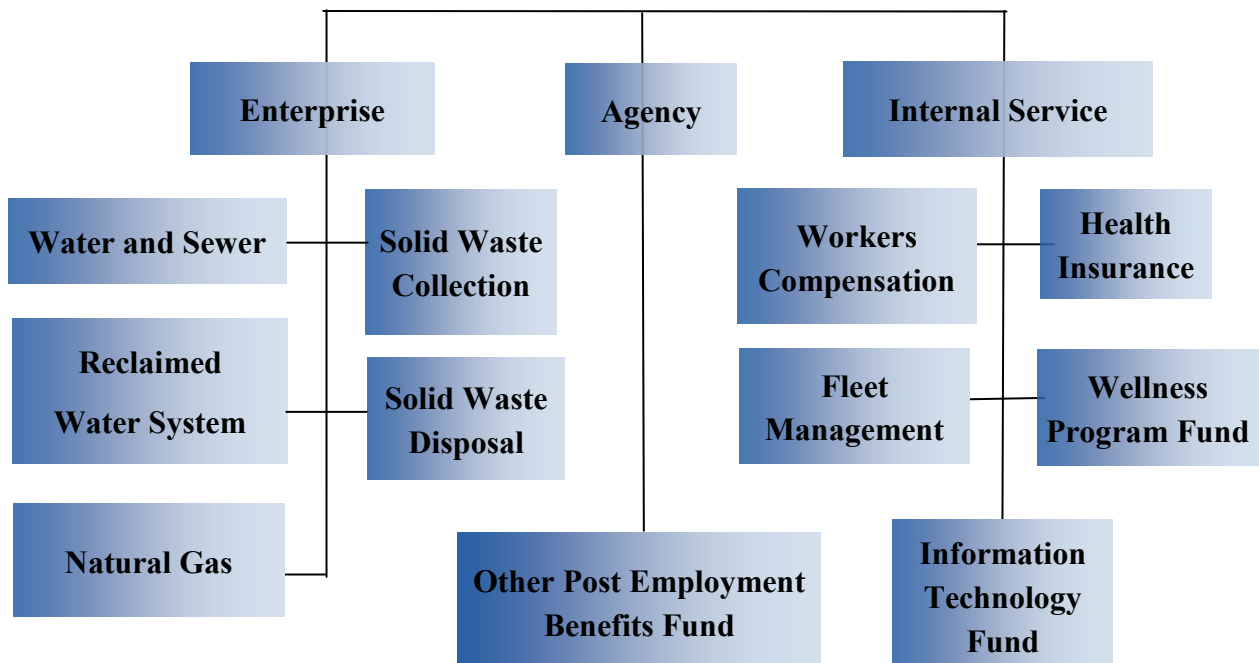 Enterprise
Agency
Internal Service
Water and Sewer
Solid Waste
Collection
Workers
Compensation
Health
Insurance
Reclaimed
Water System
Solid Waste
Disposal
Fleet
Management
Wellness
Program Fund
Natural Gas
Other Post Employment
Benefits Fund
Information
Technology
Fund